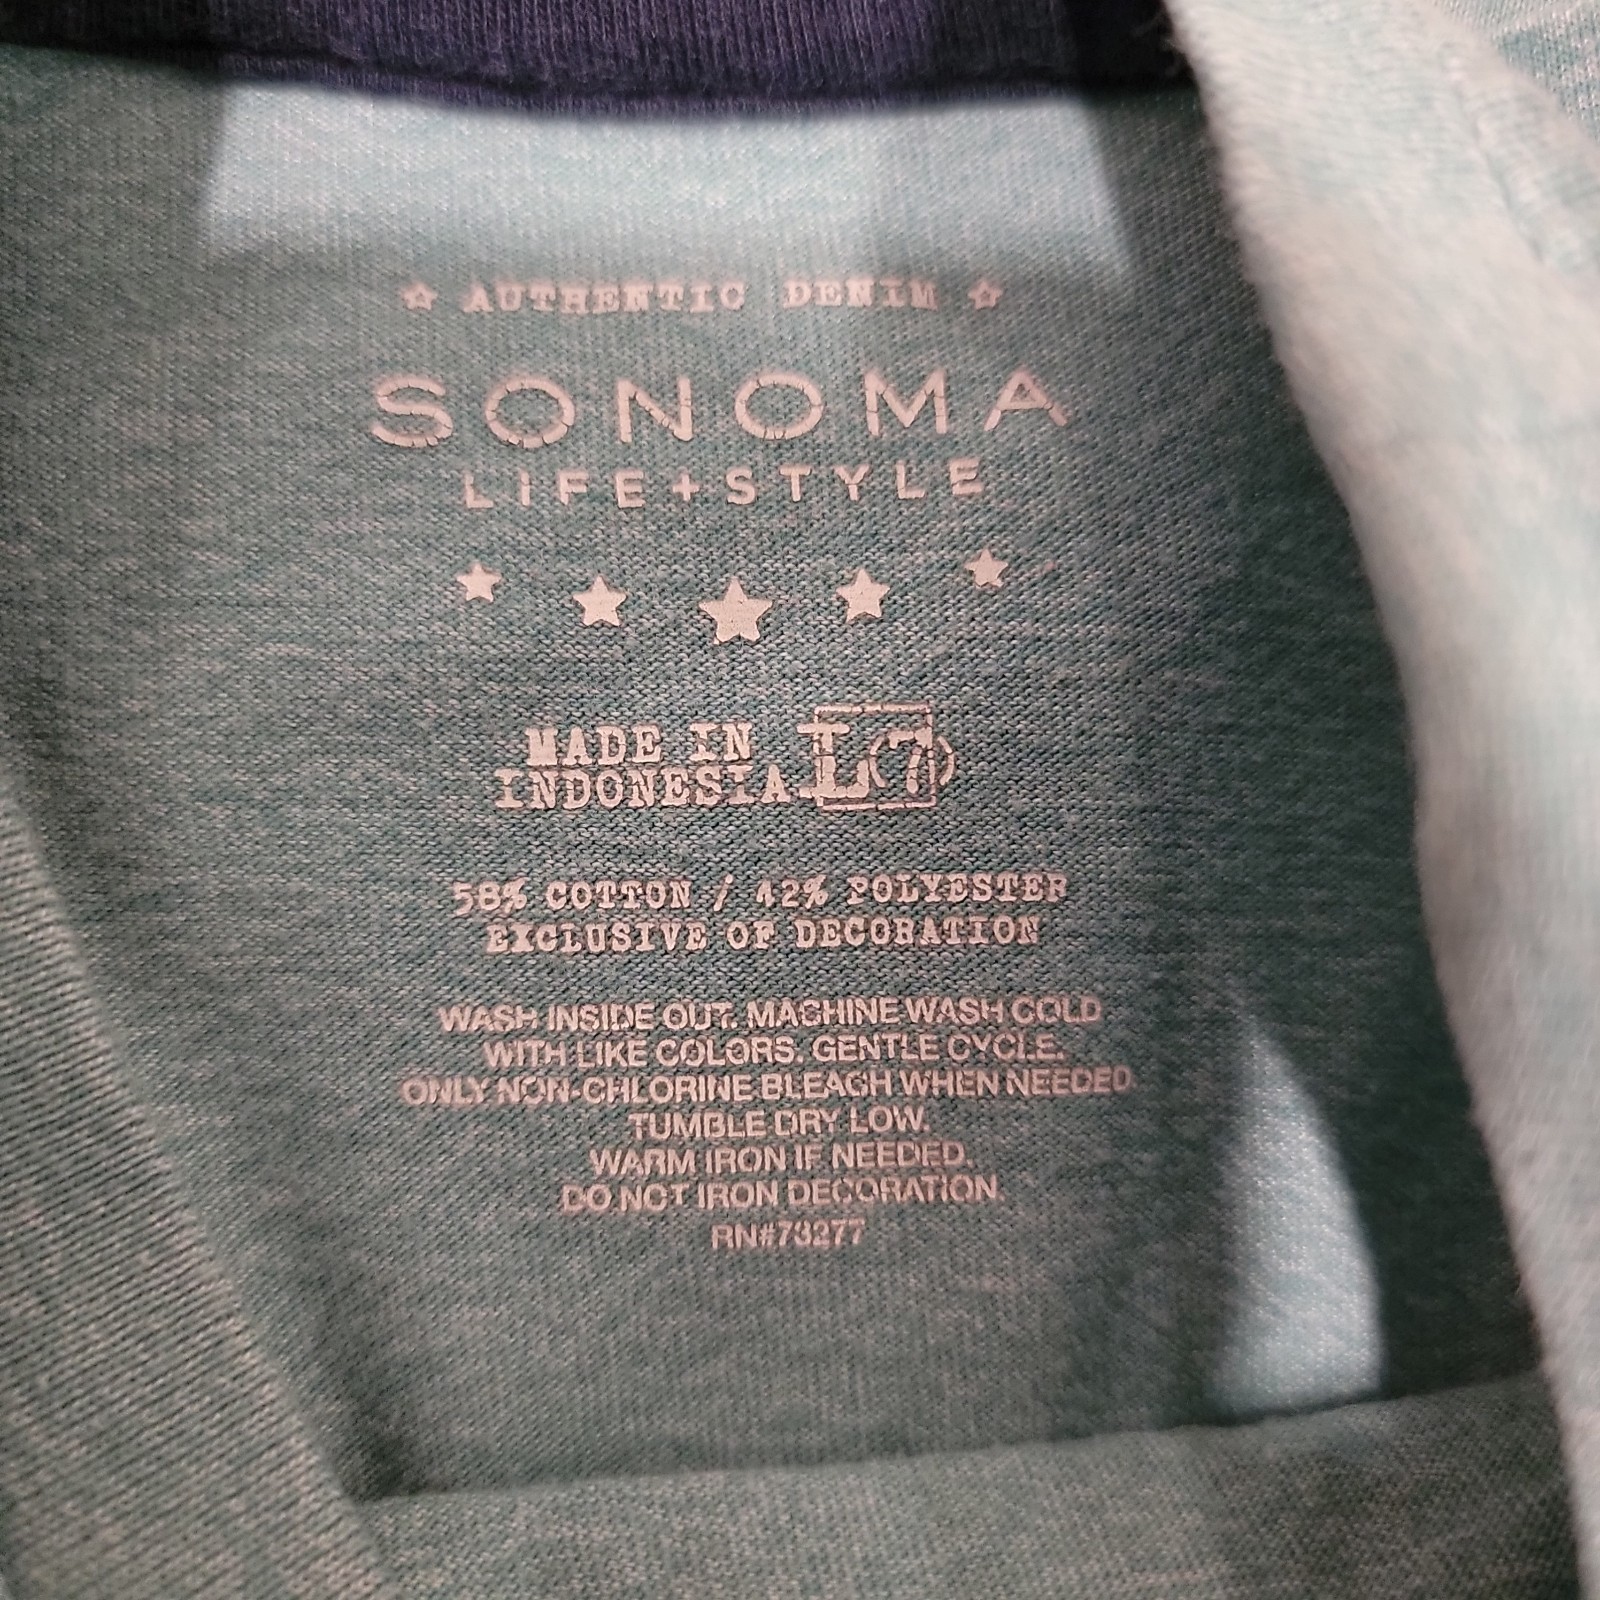 AUTHENTIC DENIM
SONOMA
LIFE+STYLE
MADE IN
INDONESIA L(7)
58% COTTON / 42% POLYESTER
EXCLUSIVE OF DECORATION
WASH INSIDE OUT. MACHINE WASH COLD
WITH LIKE COLORS. GENTLE CYCLE.
ONLY NON-CHLORINE BLEACH WHEN NEEDED.
TUMBLE DRY LOW.
WARM IRON IF NEEDED.
DO NOT IRON DECORATION.
RN#73277